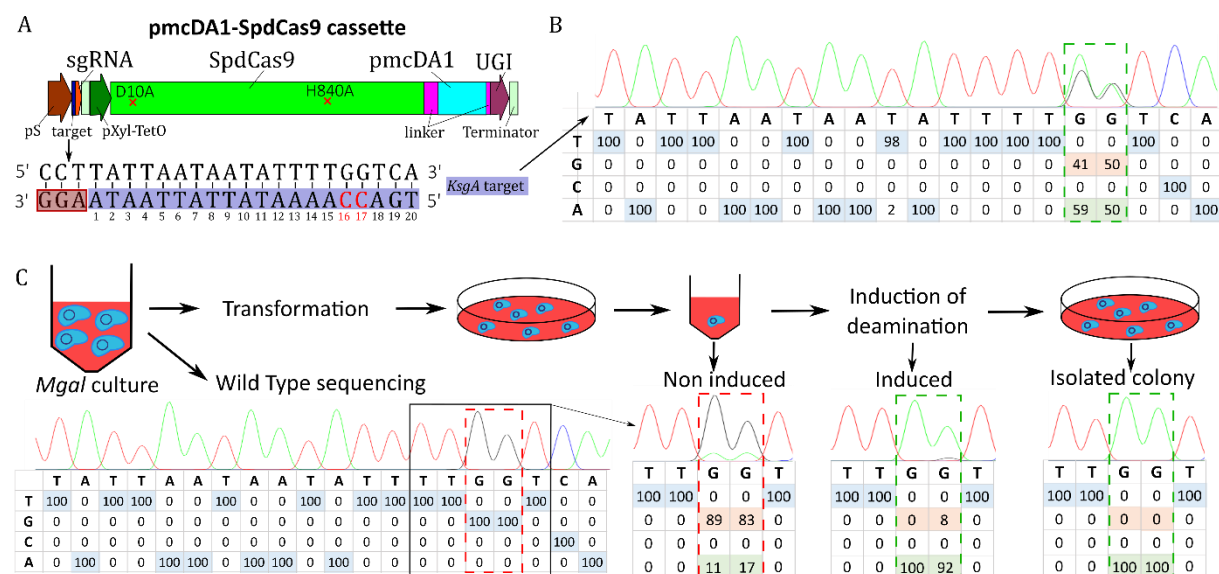 A
pmcDA1-SpdCas9 cassette
sgRNA
SpdCas9
pmcDA1
UGI
D10A
H840A
pS
target
pXyl-TetO
linker
Terminator
5' CCTTATTAATAATATTTTGGTCA 3'
3' GGAATAATTATTATAAAACCAGT 5'
1 2 3 4 5 6 7 8 9 10 11 12 13 14 15 16 17 18 19 20
KsgA target
B
T A T T A A T A A T A T T T T G G T C A
T 100 0 100 100 0 0 100 0 0 98 0 100 100 100 100 0 0 100 0 0
G 0 0 0 0 0 0 0 0 0 0 0 0 0 0 0 41 50 0 0 0
C 0 0 0 0 0 0 0 0 0 0 0 0 0 0 0 0 0 0 100 0
A 0 100 0 0 100 100 0 100 100 2 100 0 0 0 0 59 50 0 0 100
C
Transformation
Induction of
deamination
Mgal culture
Wild Type sequencing
Non induced
Induced
Isolated colony
T A T T A A T A A T A T T T T G G T C A
T 100 0 100 100 0 0 100 0 0 100 0 100 100 100 100 0 0 100 0 0
G 0 0 0 0 0 0 0 0 0 0 0 0 0 0 0 100 100 0 0 0
C 0 0 0 0 0 0 0 0 0 0 0 0 0 0 0 0 0 0 100 0
A 0 100 0 0 100 100 0 100 100 0 100 0 0 0 0 0 0 0 0 100
T T G G T
100 100 0 0 100
0 0 89 83 0
0 0 0 0 0
0 0 11 17 0
T T G G T
100 100 0 0 100
0 0 0 8 0
0 0 0 0 0
0 0 100 92 0
T T G G T
100 100 0 0 100
0 0 0 0 0
0 0 0 0 0
0 0 100 100 0